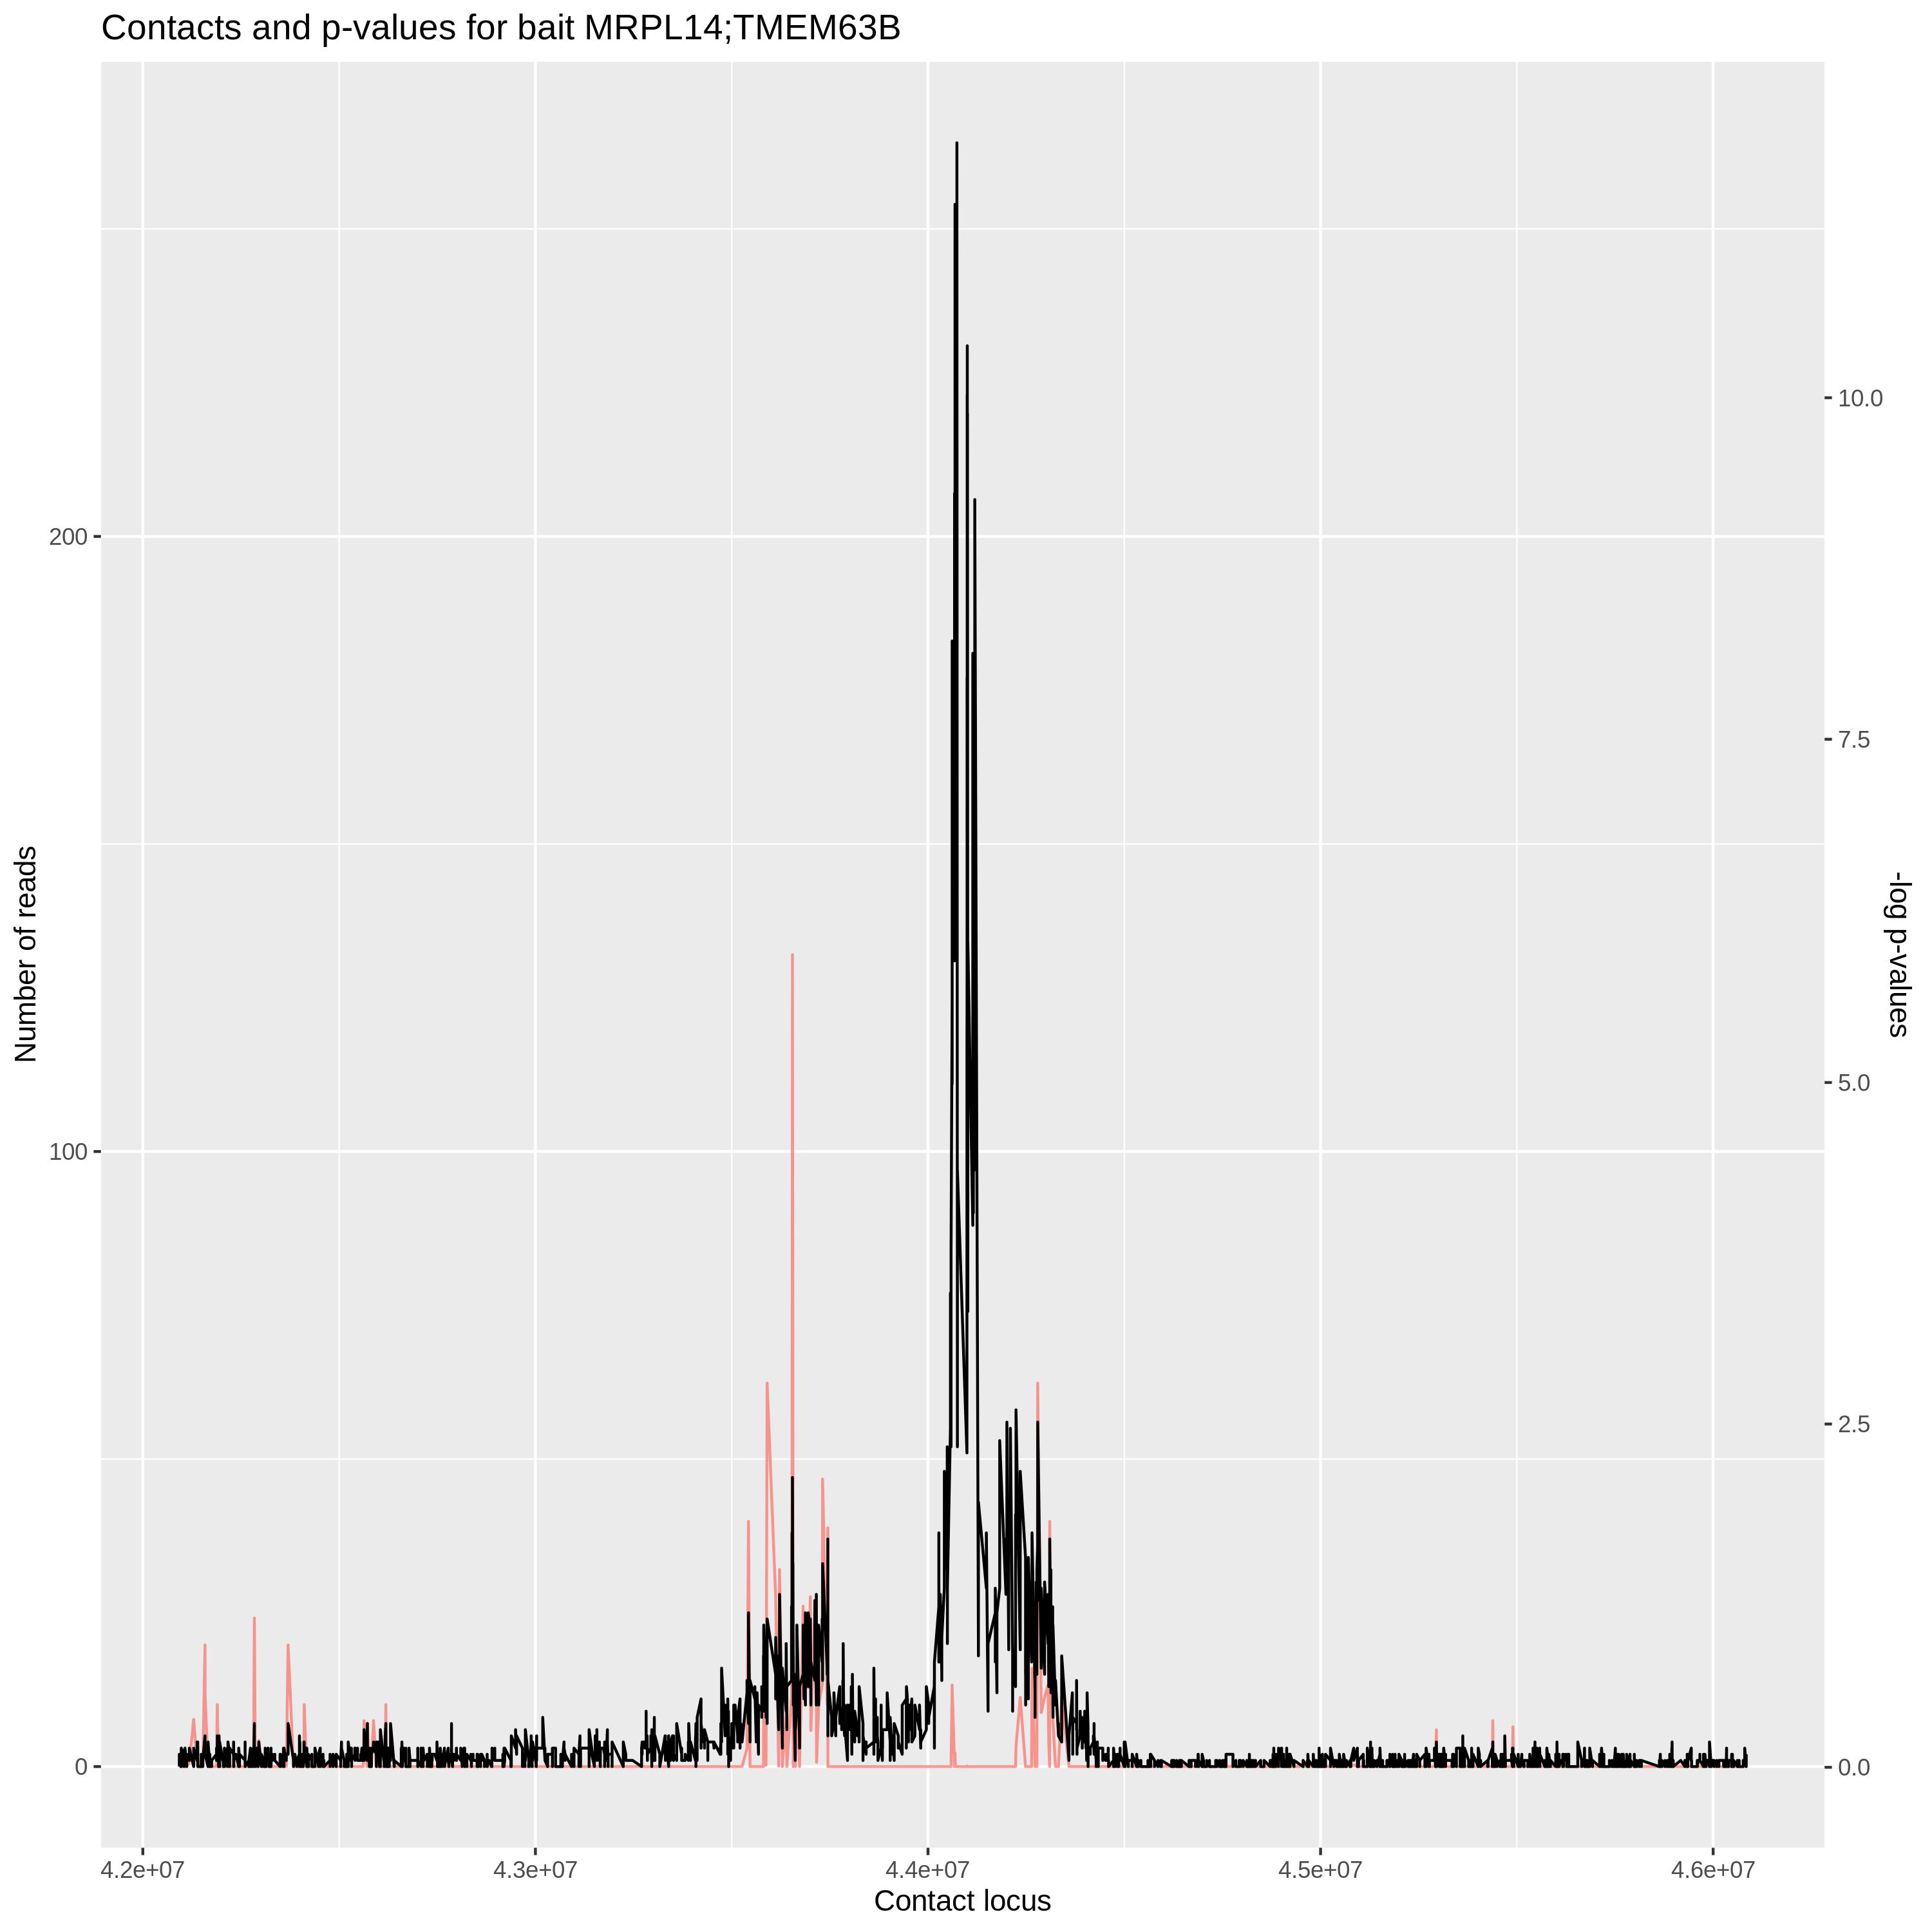 Contacts and p-values for bait MRPL14;TMEM63B
Number of reads
200
100
0
10.0
7.5
5.0
2.5
0.0
-log p-values
4.2e+07
4.3e+07
4.4e+07
4.5e+07
4.6e+07
Contact locus